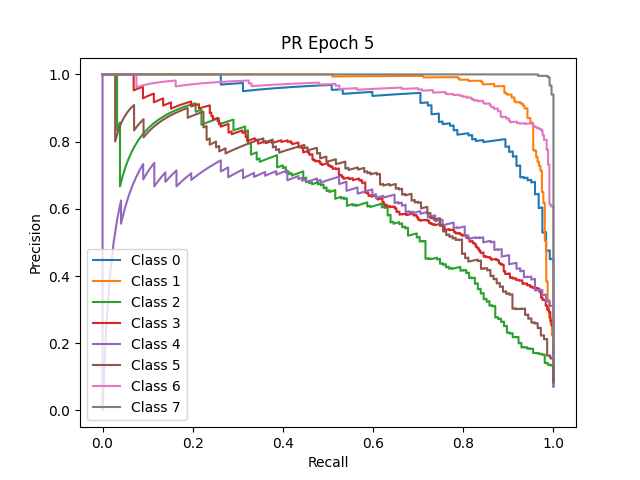 PR Epoch 5
1.0
0.8
0.6
0.4
0.2
0.0
Precision
Class 0
Class 1
Class 2
Class 3
Class 4
Class 5
Class 6
Class 7
0.0 0.2 0.4 0.6 0.8 1.0
Recall